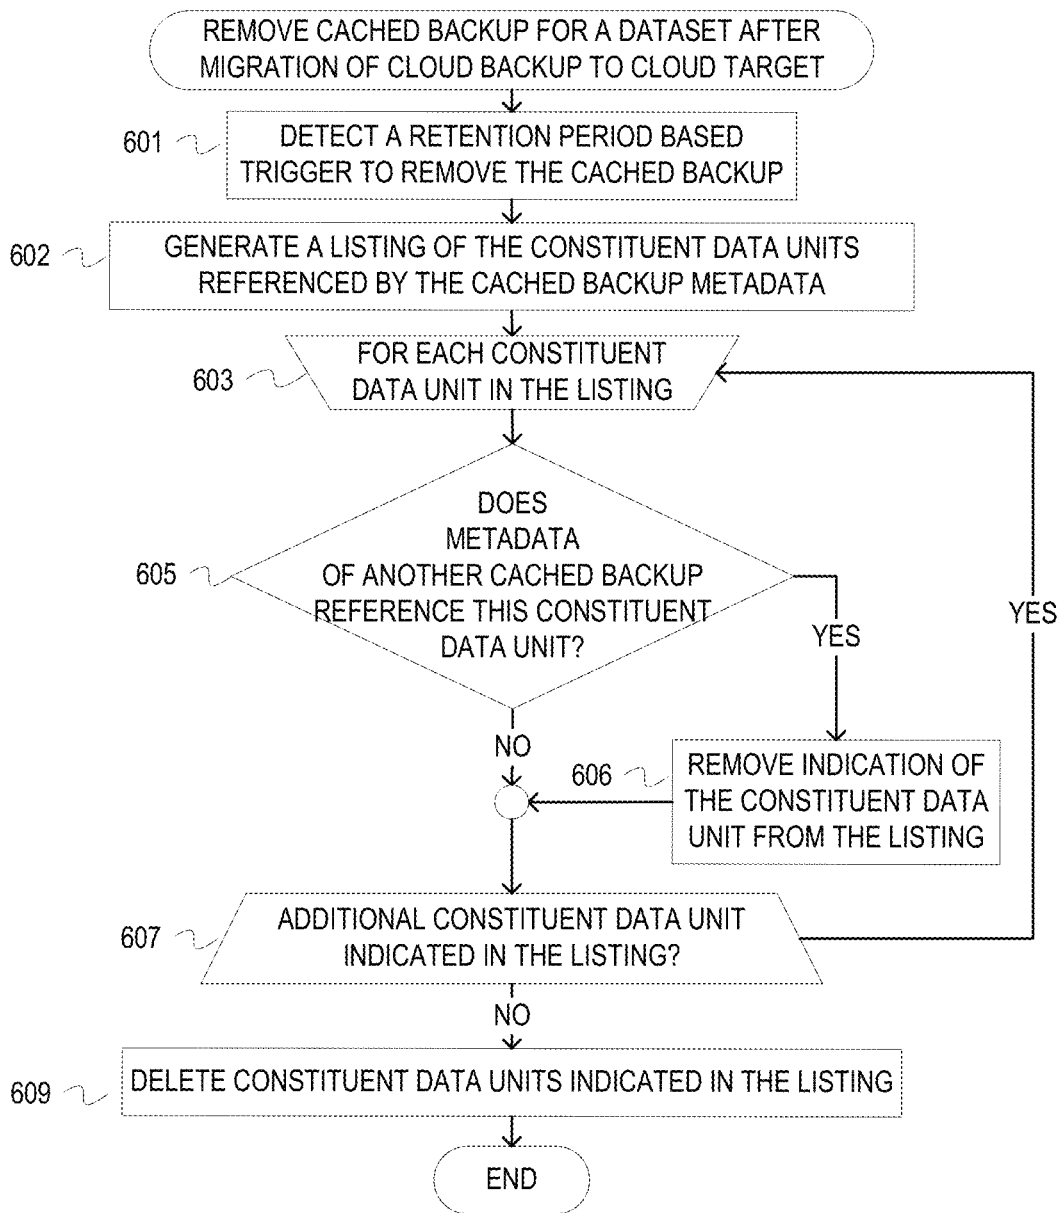 REMOVE CACHED BACKUP FOR A DATASET AFTER
MIGRATION OF CLOUD BACKUP TO CLOUD TARGET
601
DETECT A RETENTION PERIOD BASED
TRIGGER TO REMOVE THE CACHED BACKUP
602
GENERATE A LISTING OF THE CONSTITUENT DATA UNITS
REFERENCED BY THE CACHED BACKUP METADATA
603
FOR EACH CONSTITUENT
DATA UNIT IN THE LISTING
605
DOES
METADATA
OF ANOTHER CACHED BACKUP
REFERENCE THIS CONSTITUENT
DATA UNIT?
YES
YES
NO
606
REMOVE INDICATION OF
THE CONSTITUENT DATA
UNIT FROM THE LISTING
607
ADDITIONAL CONSTITUENT DATA UNIT
INDICATED IN THE LISTING?
NO
609
DELETE CONSTITUENT DATA UNITS INDICATED IN THE LISTING
END